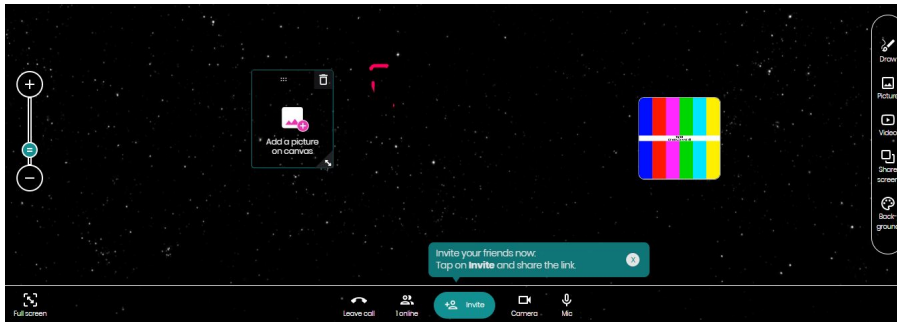 Draw
Picture
Add a picture
on canvas
Video
Share
screen
Back-
ground
Invite your friends now:
Tap on Invite and share the link.
X
Full screen
Leave call
1 online
Invite
Camera
Mic